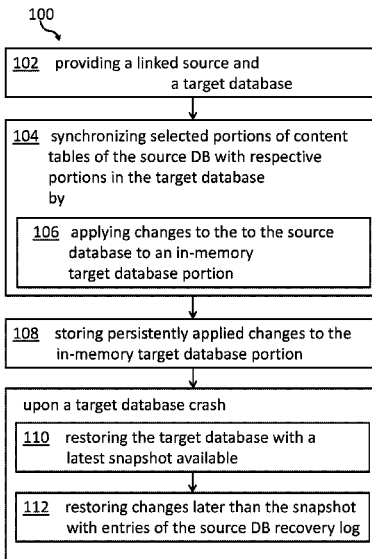 100
102 providing a linked source and
a target database
104 synchronizing selected portions of content
tables of the source DB with respective
portions in the target database
by
106 applying changes to the to the source
database to an in-memory
target database portion
108 storing persistently applied changes to the
in-memory target database portion
upon a target database crash
110 restoring the target database with a
latest snapshot available
112 restoring changes later than the snapshot
with entries of the source DB recovery log